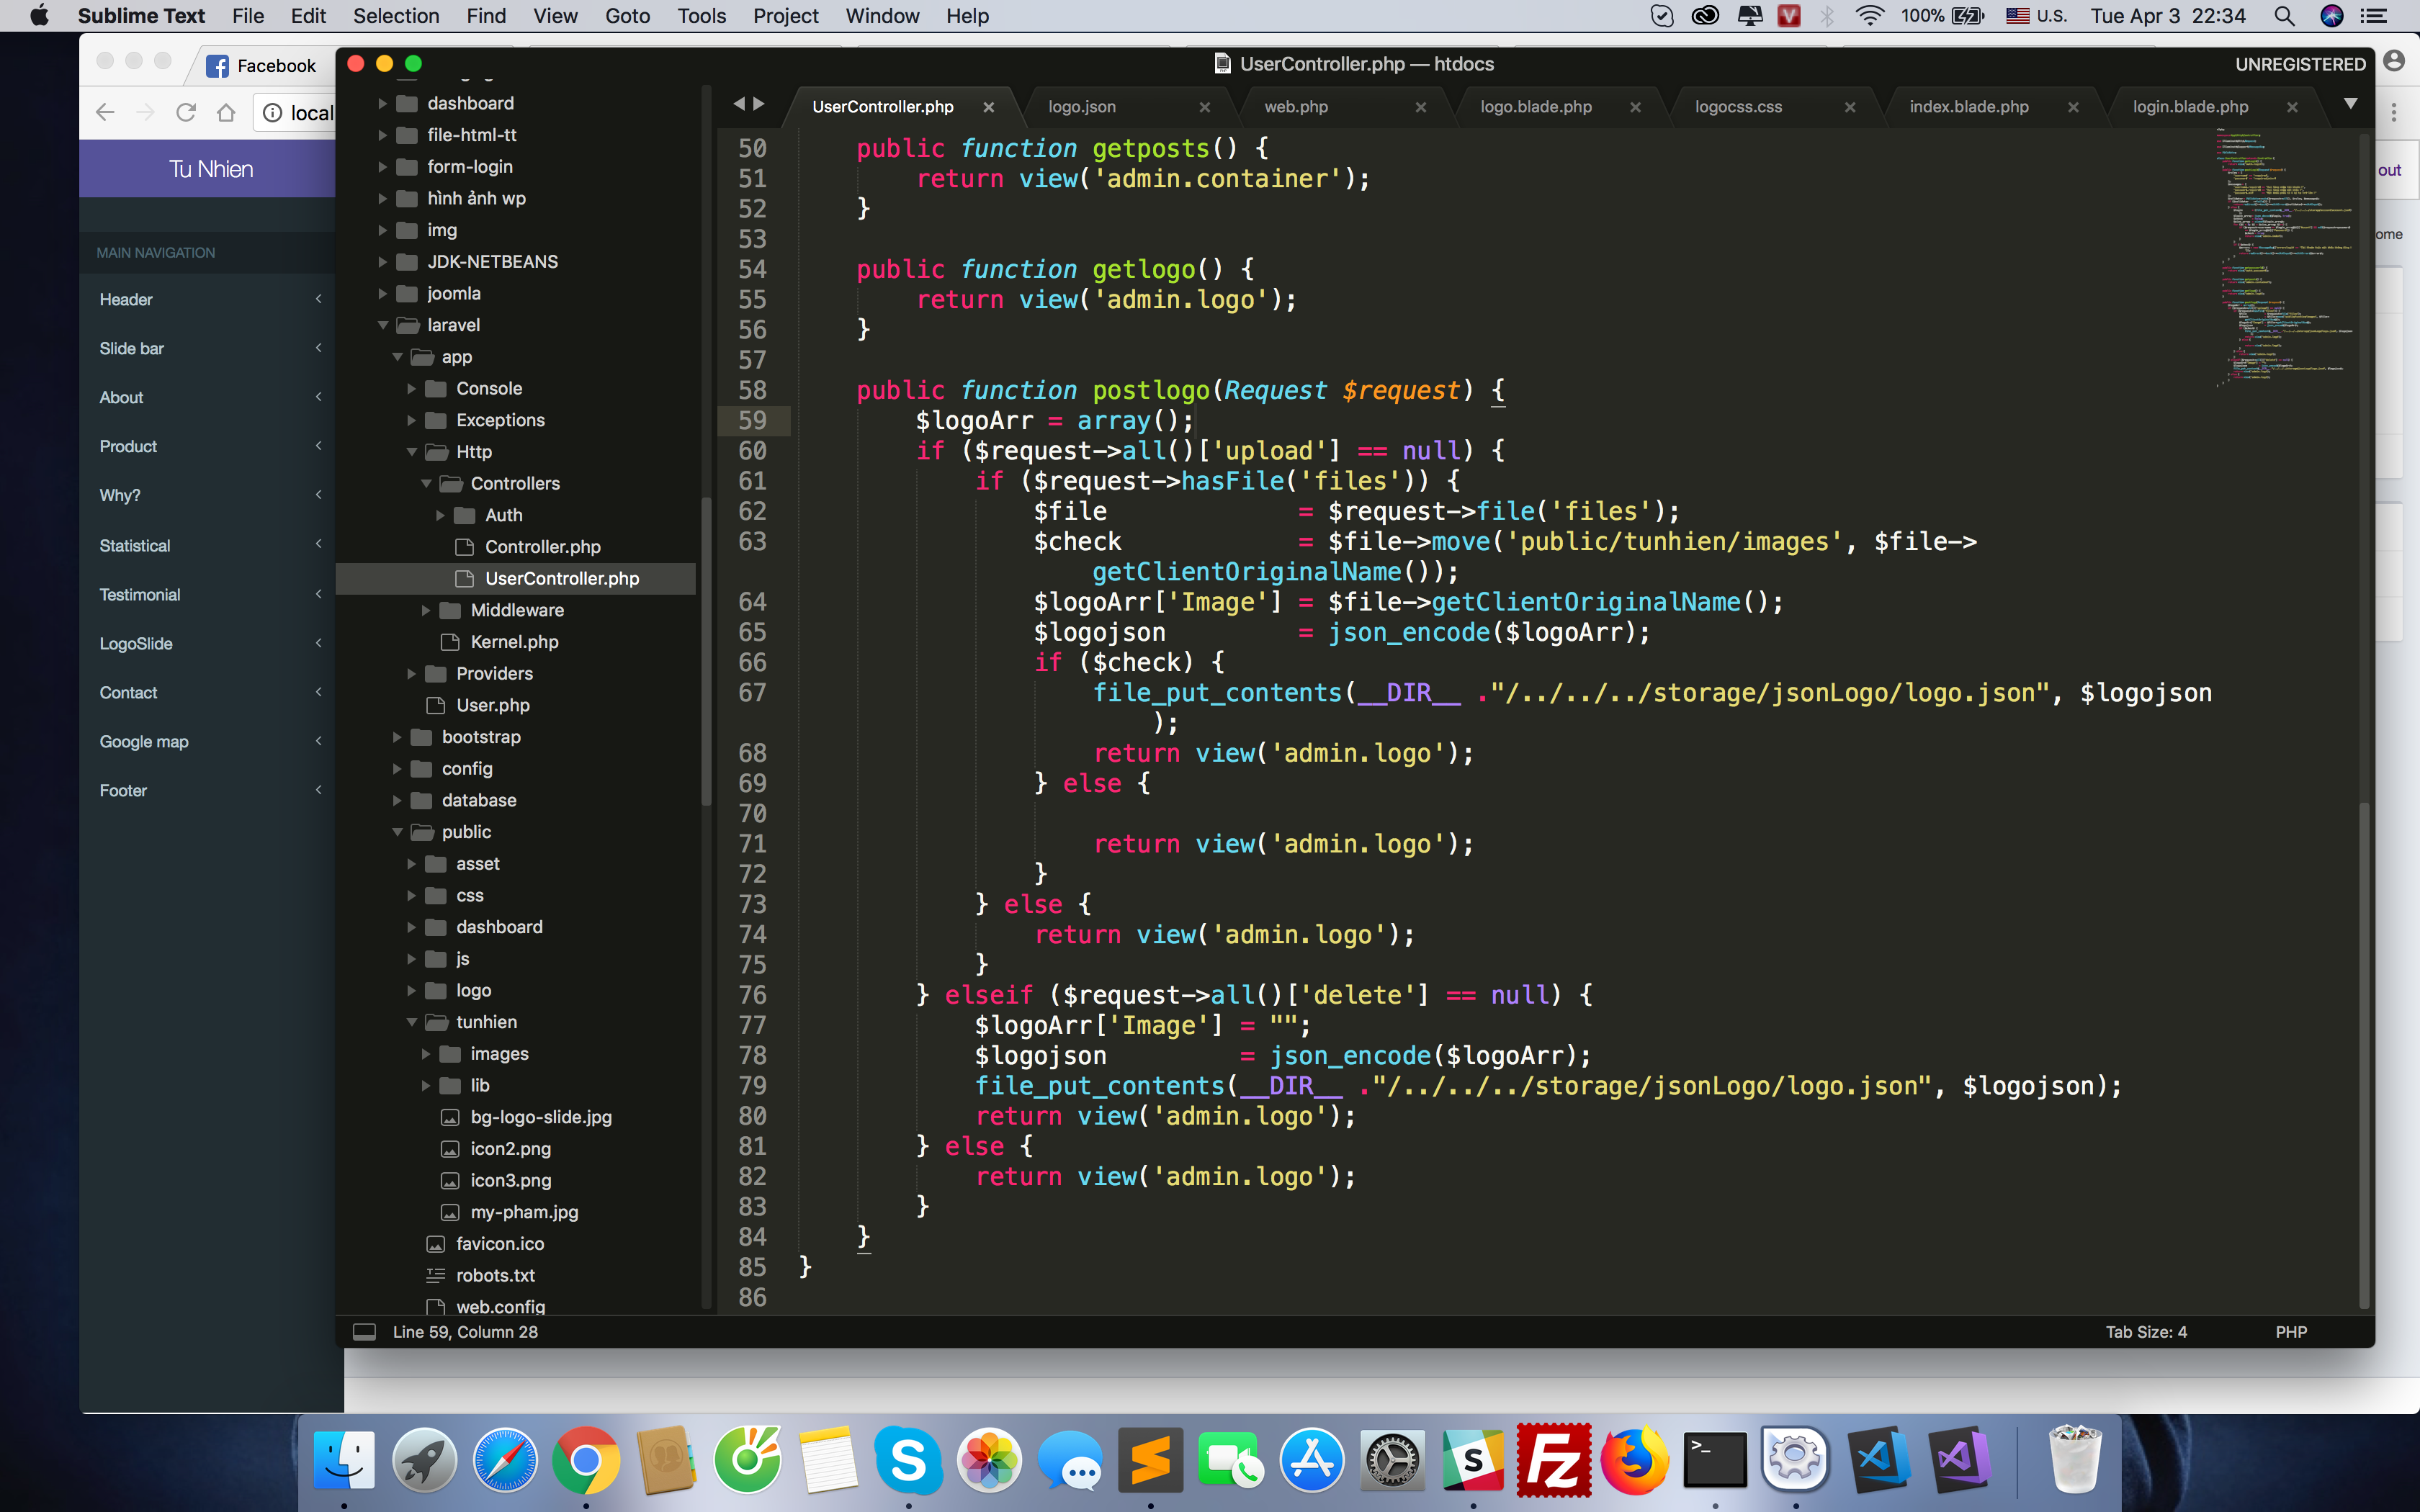 Sublime Text File Edit Selection Find View Goto Tools Project Window Help 100% U.S. Tue Apr 3 22:34
Facebook
local
Tu Nhien
MAIN NAVIGATION
Header
Slide bar
About
Product
Why?
Statistical
Testimonial
LogoSlide
Contact
Google map
Footer
UserController.php — htdocs
UNREGISTERED
dashboard
file-html-tt
form-login
hình ảnh wp
img
JDK-NETBEANS
joomla
laravel
app
Console
Exceptions
Http
Controllers
Auth
Controller.php
UserController.php
Middleware
Kernel.php
Providers
User.php
bootstrap
config
database
public
asset
css
dashboard
js
logo
tunhien
images
lib
bg-logo-slide.jpg
icon2.png
icon3.png
my-pham.jpg
favicon.ico
robots.txt
web.config
UserController.php logo.json web.php logo.blade.php logocss.css index.blade.php login.blade.php
50 public function getposts() {
51 return view('admin.container');
52 }
53
54 public function getlogo() {
55 return view('admin.logo');
56 }
57
58 public function postlogo(Request $request) {
59 $logoArr = array();
60 if ($request->all()['upload'] == null) {
61 if ($request->hasFile('files')) {
62 $file = $request->file('files');
63 $check = $file->move('public/tunhien/images', $file->
getClientOriginalName());
64 $logoArr['Image'] = $file->getClientOriginalName();
65 $logojson = json_encode($logoArr);
66 if ($check) {
67 file_put_contents(__DIR__ ."/../../../storage/jsonLogo/logo.json", $logojson
);
68 return view('admin.logo');
69 } else {
70
71 return view('admin.logo');
72 }
73 } else {
74 return view('admin.logo');
75 }
76 } elseif ($request->all()['delete'] == null) {
77 $logoArr['Image'] = "";
78 $logojson = json_encode($logoArr);
79 file_put_contents(__DIR__ ."/../../../storage/jsonLogo/logo.json", $logojson);
80 return view('admin.logo');
81 } else {
82 return view('admin.logo');
83 }
84 }
85 }
86
out
ome
Line 59, Column 28
Tab Size: 4
PHP